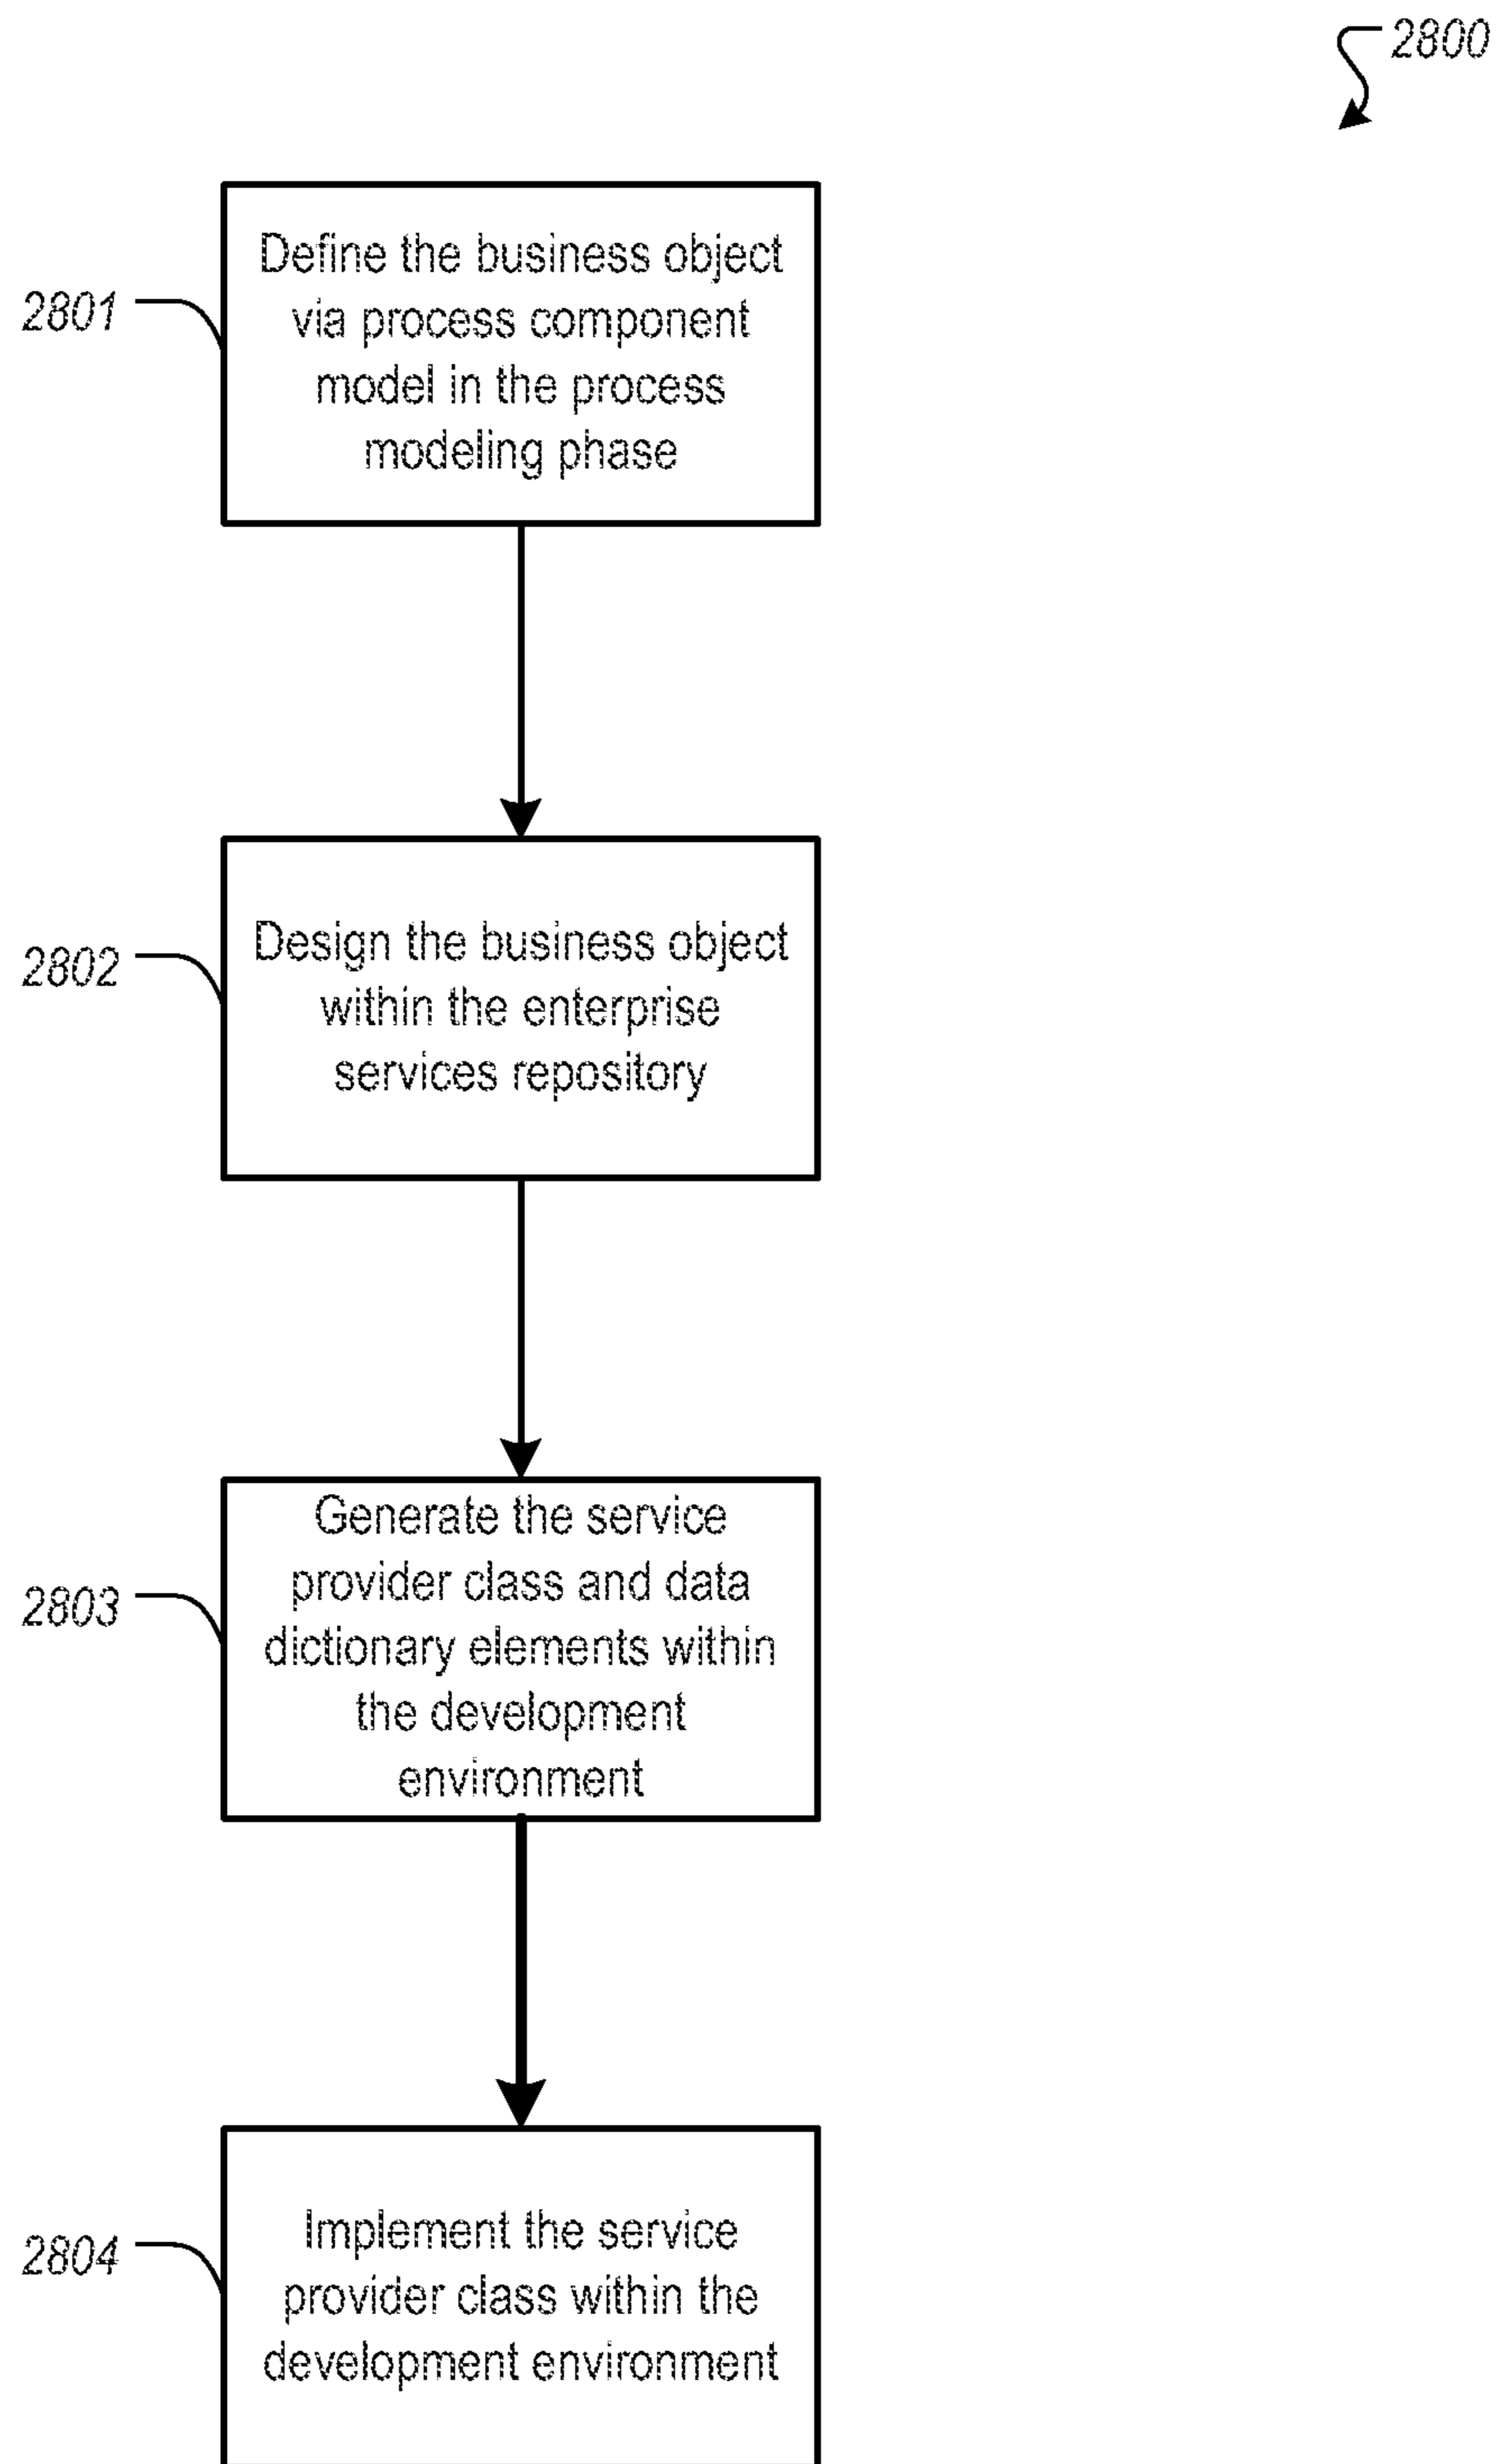 2800
Define the business object
via process component
model in the process
modeling phase
2801
Design the business object
within the enterprise
services repository
2802
Generate the service
provider class and data
dictionary elements within
the development
environment
2803
Implement the service
provider class within the
development environment
2804